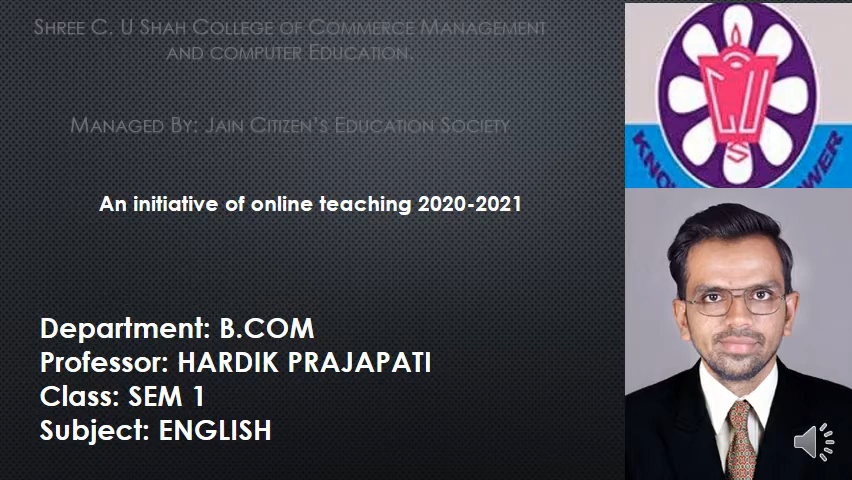 SHREE C. U SHAH COLLEGE OF COMMERCE MANAGEMENT
AND COMPUTER EDUCATION.
MANAGED BY: JAIN CITIZEN'S EDUCATION SOCIETY
An initiative of online teaching 2020-2021
Department: B.COM
Professor: HARDIK PRAJAPATI
Class: SEM 1
Subject: ENGLISH
CU
S